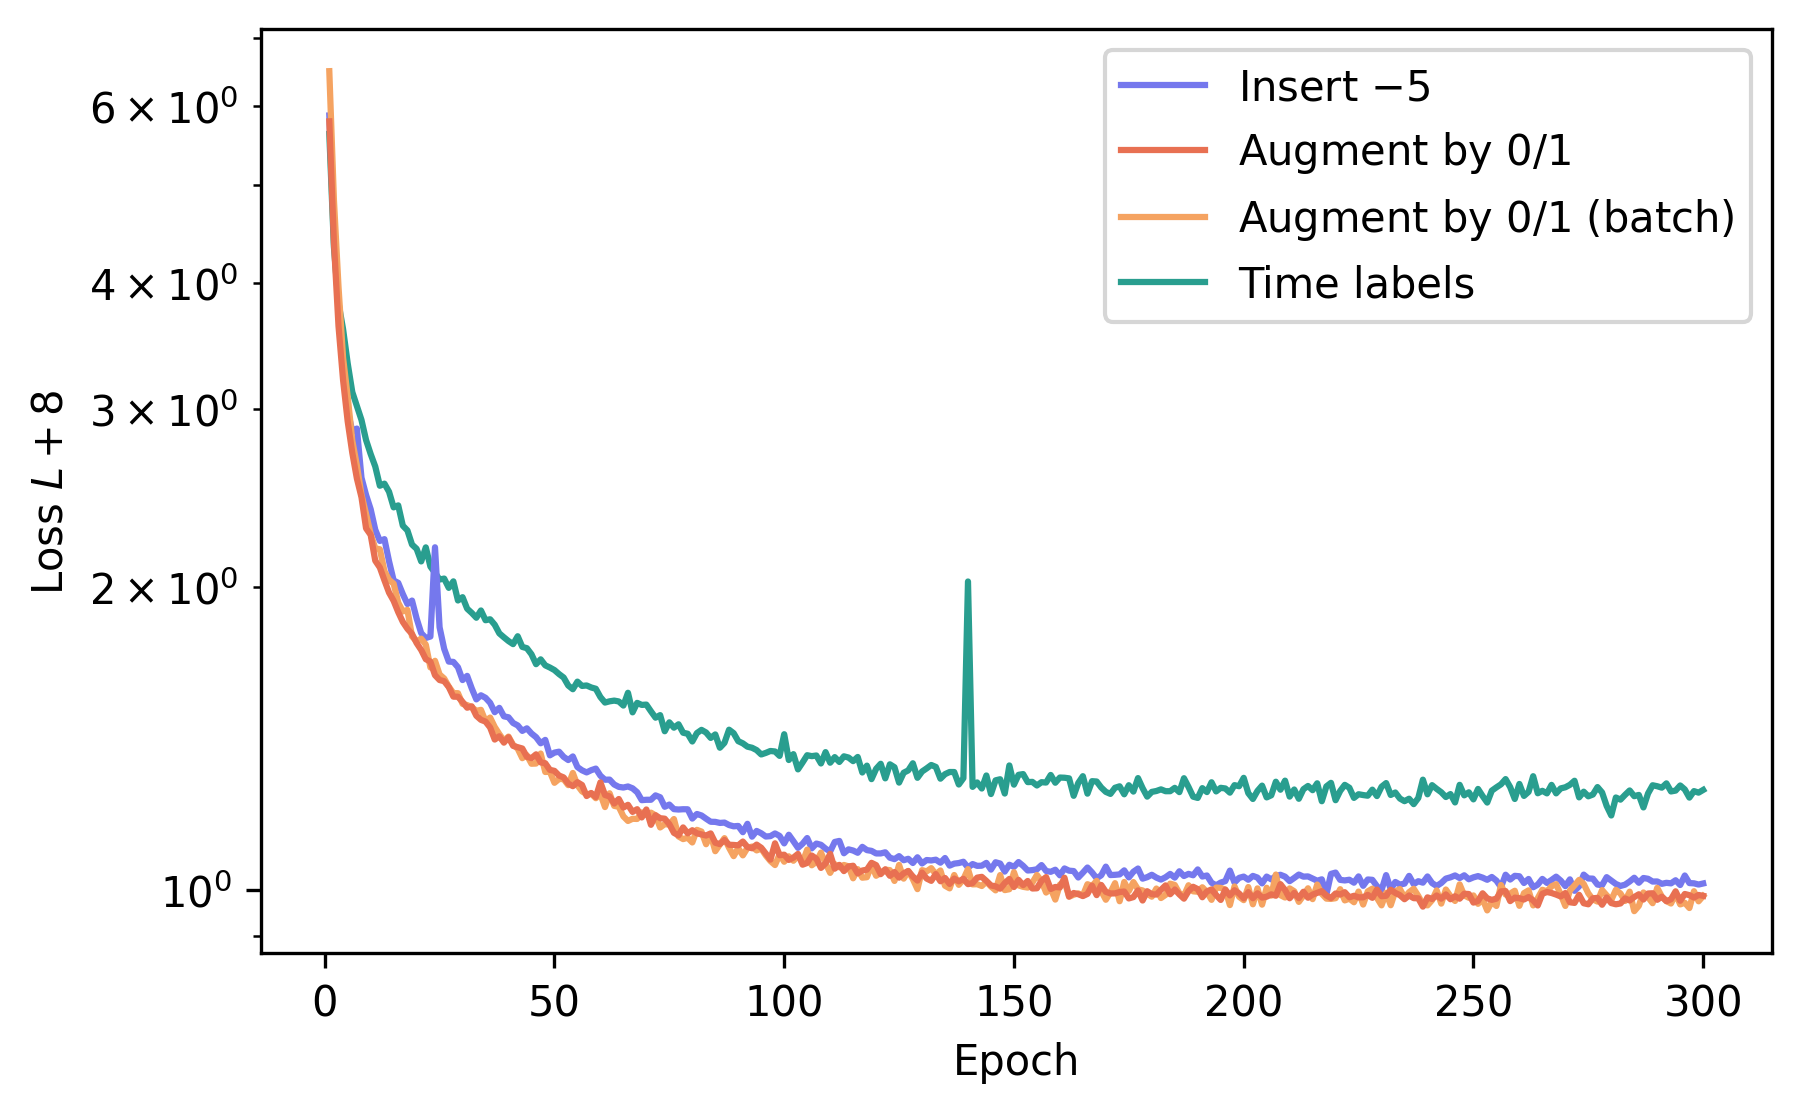 Insert −5
Augment by 0/1
Augment by 0/1 (batch)
Time labels
Loss L + 8
6 × 10⁰
4 × 10⁰
3 × 10⁰
2 × 10⁰
10⁰
0 50 100 150 200 250 300
Epoch